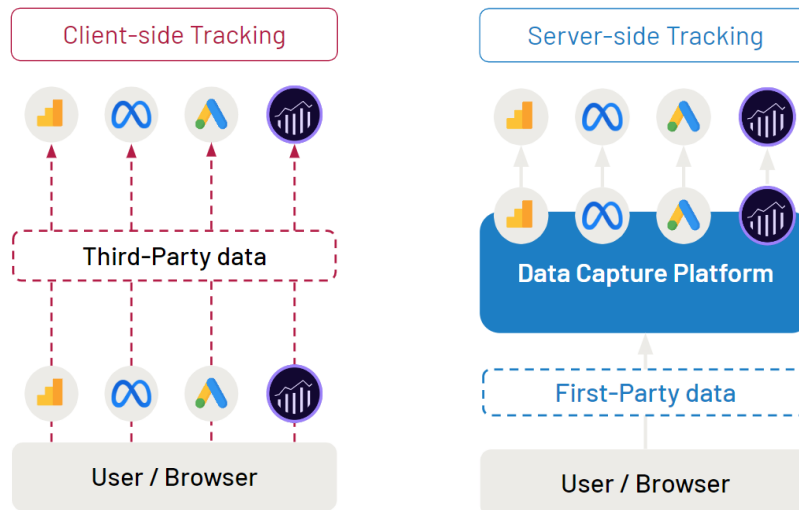 Client-side Tracking
Third-Party data
User / Browser
Server-side Tracking
Data Capture Platform
First-Party data
User / Browser